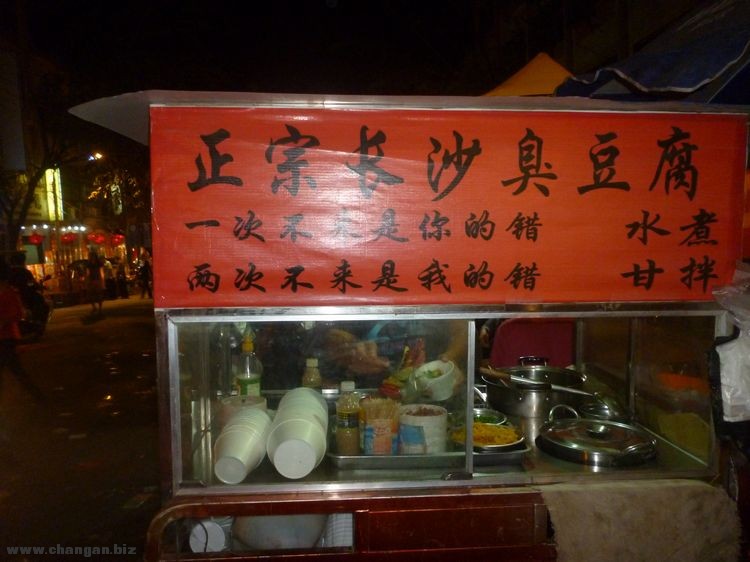 正宗长沙臭豆腐
一次不来是你的错 水煮
两次不来是我的错 甘拌
www.changan.biz